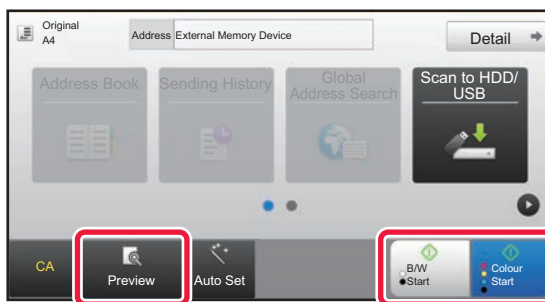 Original
A4
Address External Memory Device
Detail
Address Book
Sending History
Global
Address Search
Scan to HDD/
USB
CA
Preview
Auto Set
B/W
Start
Colour
Start